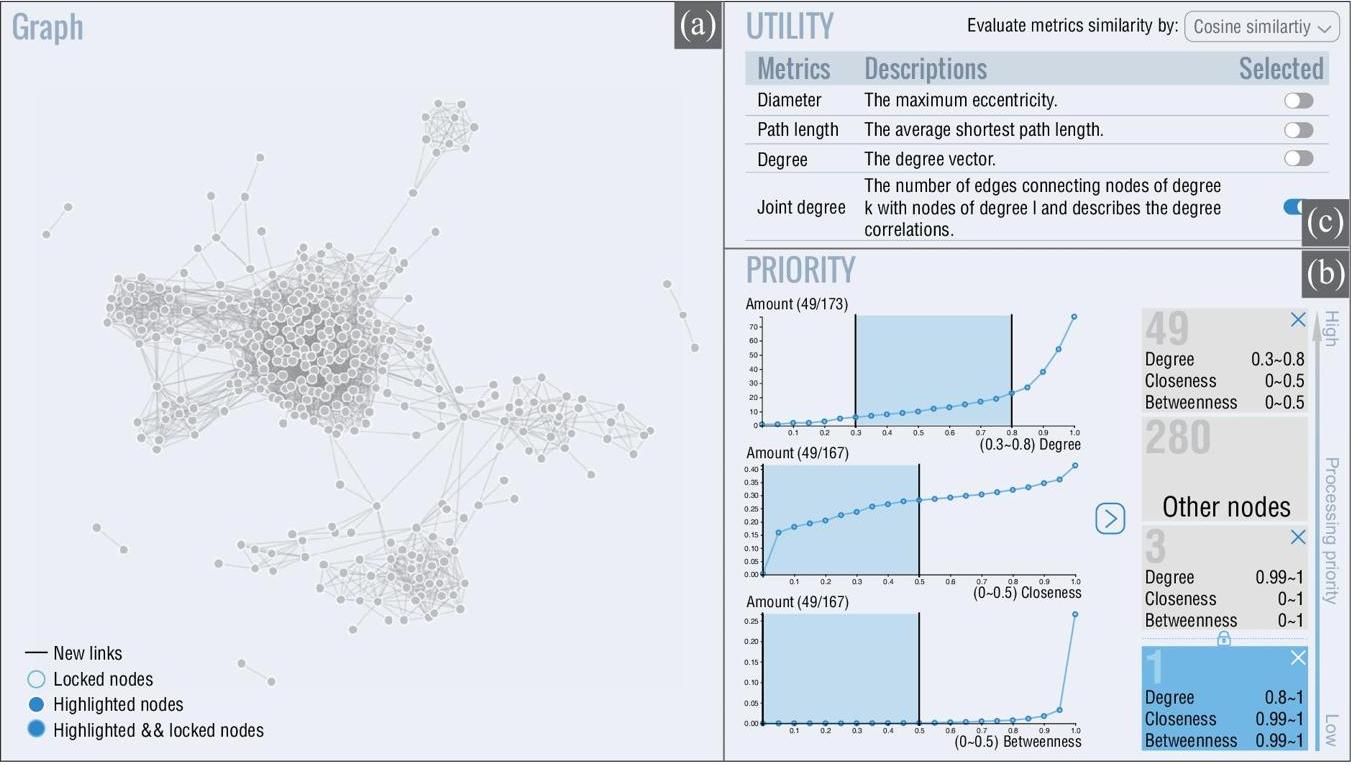 Graph
(a)
New links
Locked nodes
Highlighted nodes
Highlighted && locked nodes
UTILITY
Evaluate metrics similarity by: Cosine similartiy
Metrics Descriptions Selected
Diameter The maximum eccentricity.
Path length The average shortest path length.
Degree The degree vector.
Joint degree The number of edges connecting nodes of degree
k with nodes of degree l and describes the degree
correlations.
(c)
PRIORITY
(b)
Amount (49/173)
70
60
50
40
30
20
10
0
0.1 0.2 0.3 0.4 0.5 0.6 0.7 0.8 0.9 1.0
(0.3~0.8) Degree
Amount (49/167)
0.40
0.35
0.30
0.25
0.20
0.15
0.10
0.05
0.00
0.1 0.2 0.3 0.4 0.5 0.6 0.7 0.8 0.9 1.0
(0~0.5) Closeness
Amount (49/167)
0.25
0.20
0.15
0.10
0.05
0.00
0.1 0.2 0.3 0.4 0.5 0.6 0.7 0.8 0.9 1.0
(0~0.5) Betweenness
49
Degree 0.3~0.8
Closeness 0~0.5
Betweenness 0~0.5
280
Other nodes
3
Degree 0.99~1
Closeness 0~1
Betweenness 0~1
1
Degree 0.8~1
Closeness 0.99~1
Betweenness 0.99~1
High
Processing priority
Low